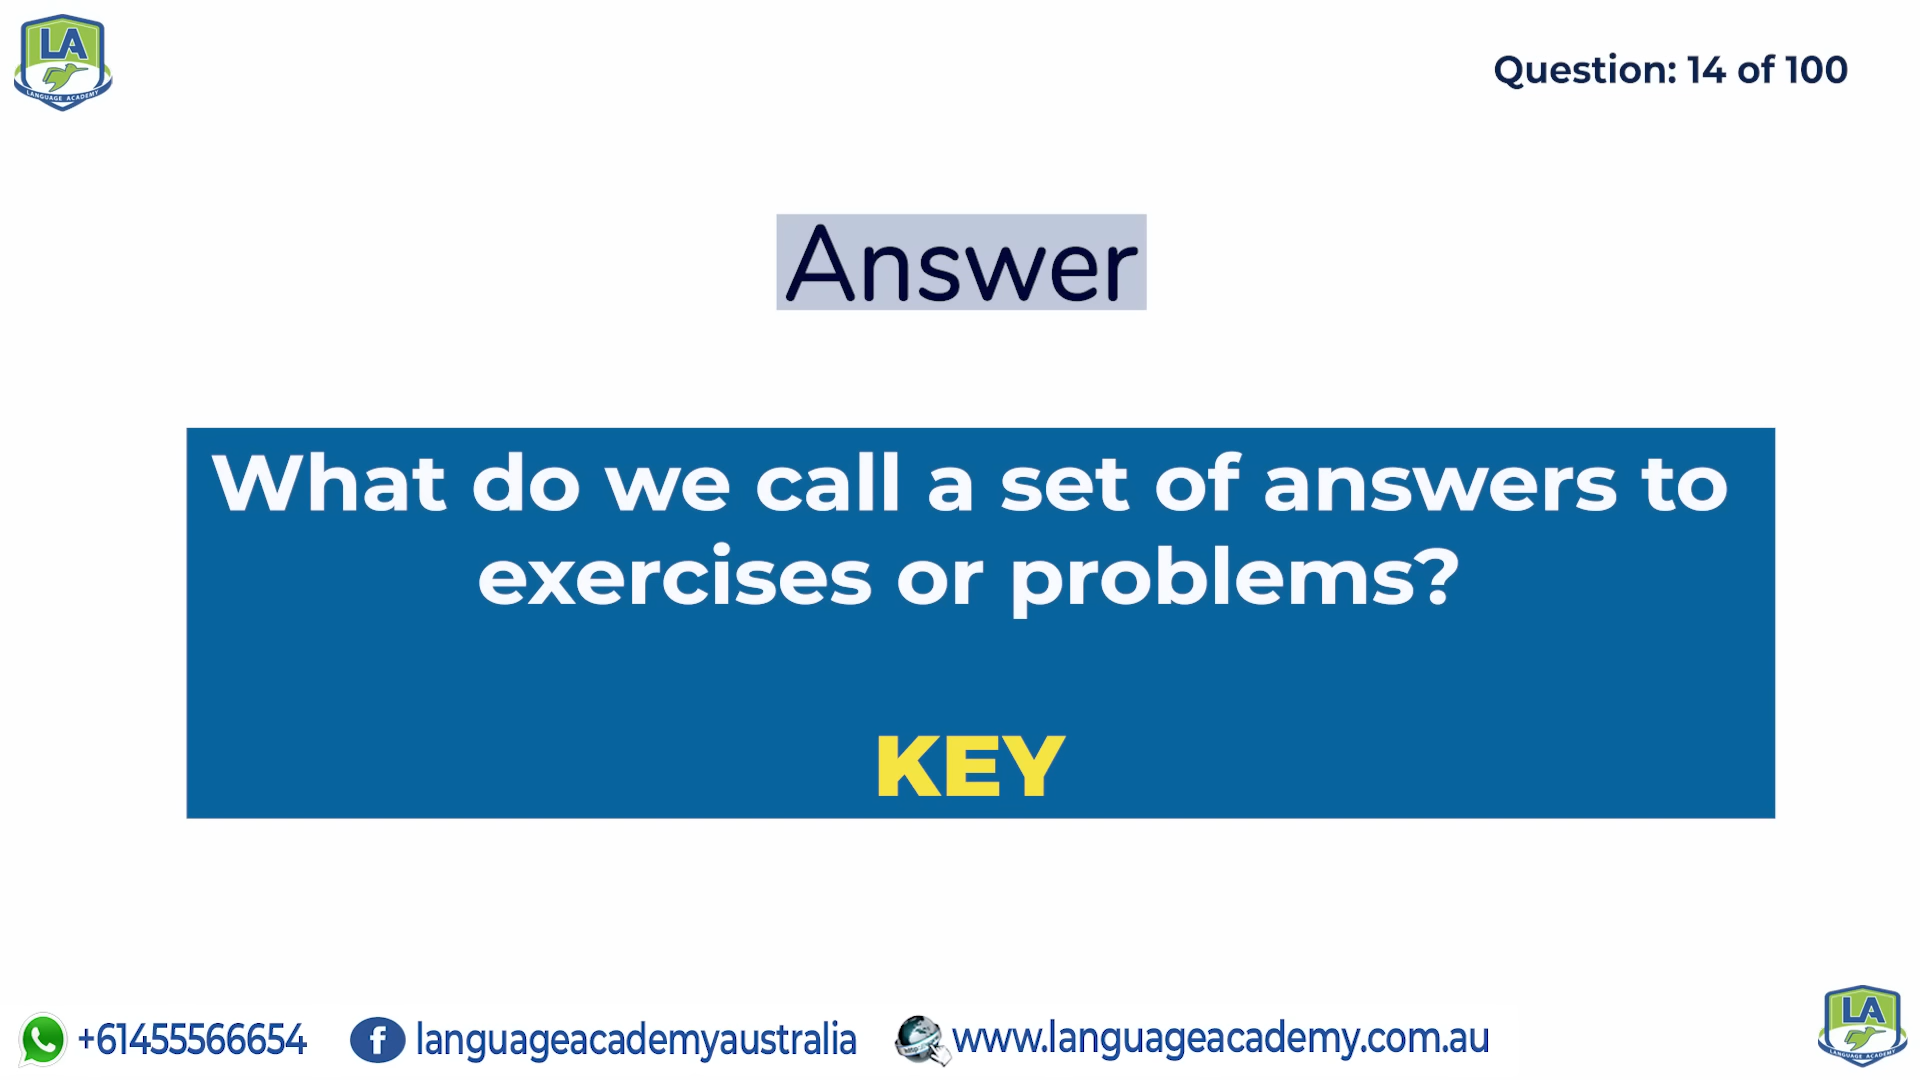 LA
LANGUAGE ACADEMY
Question: 14 of 100
Answer
What do we call a set of answers to
exercises or problems?
KEY
+61455566654
f
languageacademyaustralia
http
www.languageacademy.com.au
LA
LANGUAGE ACADEMY